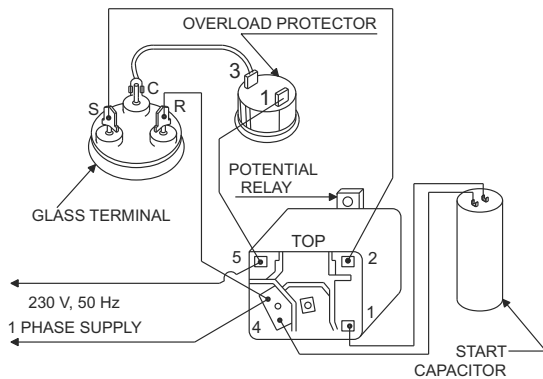 OVERLOAD PROTECTOR
3
C
1
S
R
POTENTIAL
RELAY
GLASS TERMINAL
TOP
5
2
230 V, 50 Hz
1 PHASE SUPPLY
4
1
START
CAPACITOR